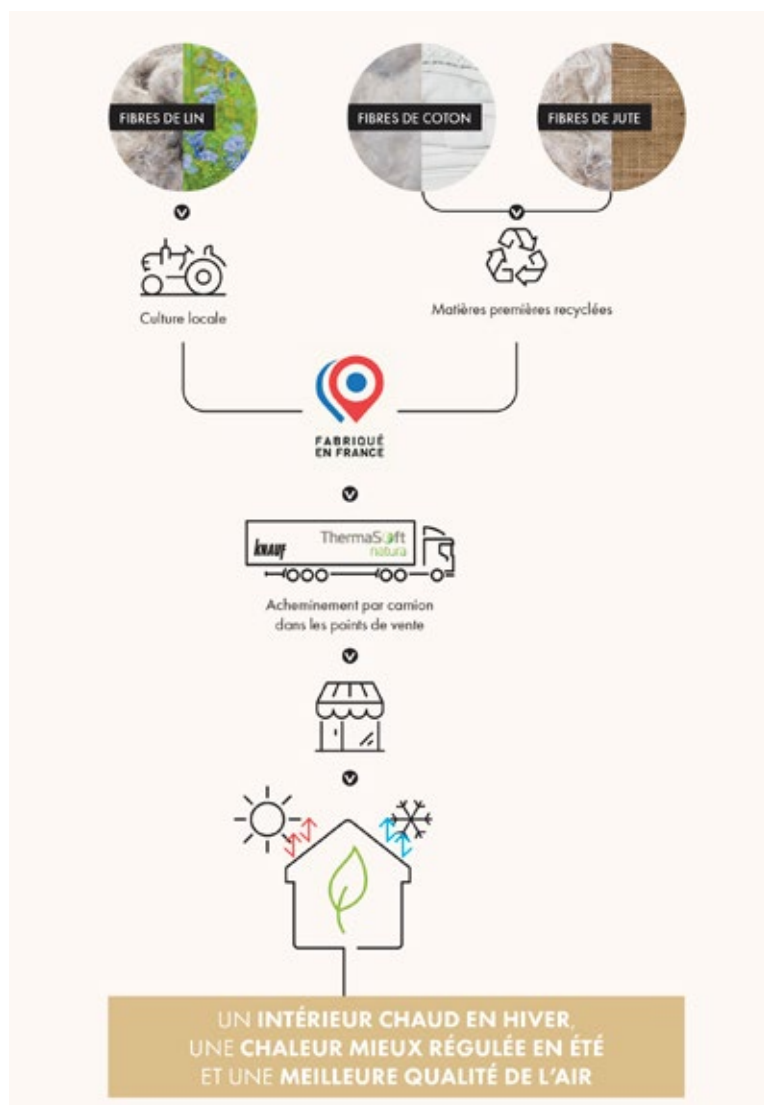 FIBRES DE LIN
FIBRES DE COTON
FIBRES DE JUTE
Culture locale
Matières premières recyclées
FABRIQUÉ
EN FRANCE
KNAUF
ThermaSoft
natura
Acheminement par camion
dans les points de vente
UN INTÉRIEUR CHAUD EN HIVER,
UNE CHALEUR MIEUX RÉGULÉE EN ÉTÉ
ET UNE MEILLEURE QUALITÉ DE L'AIR